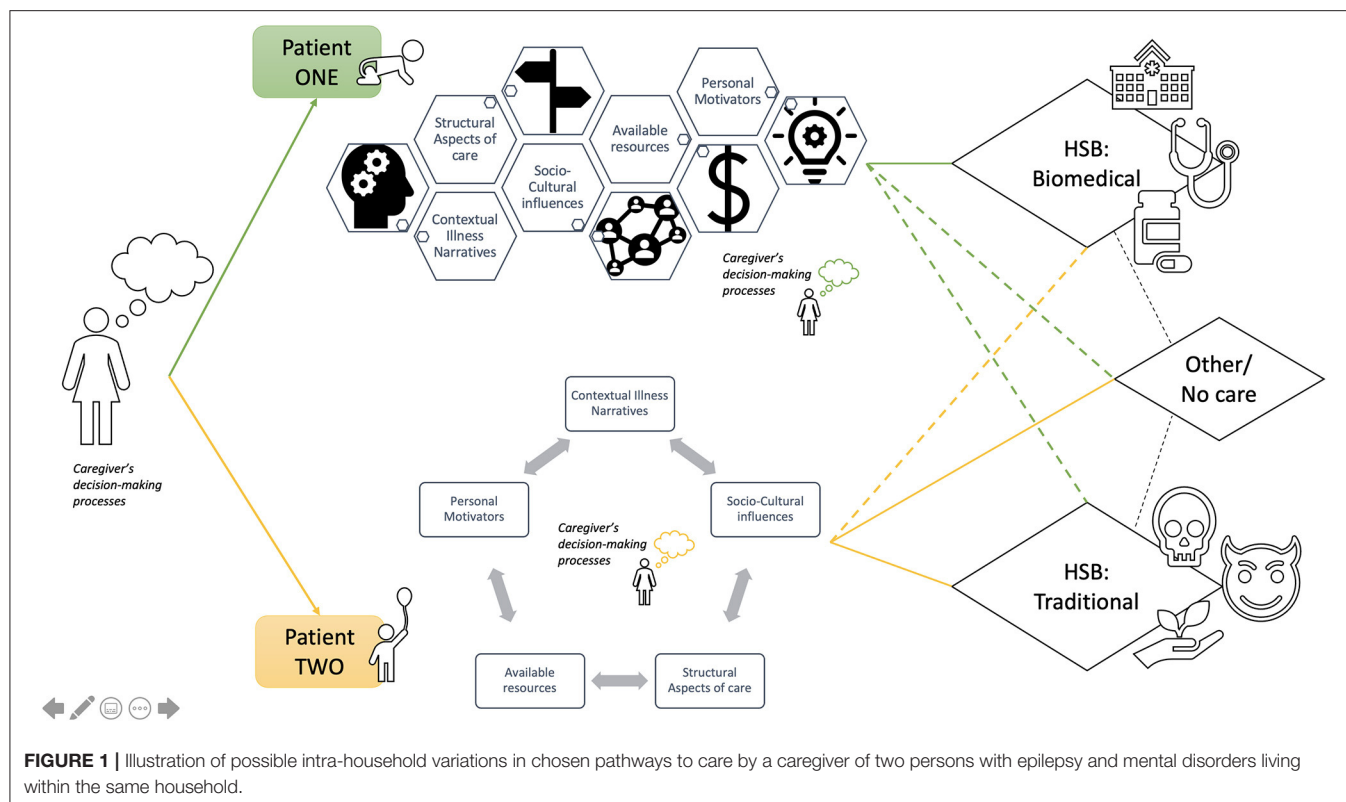 Patient
ONE
Personal
Motivators
Structural
Aspects of
care
Available
resources
Socio-
Cultural
influences
Contextual
Illness
Narratives
Caregiver's
decision-making
processes
HSB:
Biomedical
Other/
No care
HSB:
Traditional
Caregiver's
decision-making
processes
Contextual Illness
Narratives
Personal
Motivators
Socio-Cultural
influences
Caregiver's
decision-making
processes
Available
resources
Structural
Aspects of care
Patient
TWO
FIGURE 1 | Illustration of possible intra-household variations in chosen pathways to care by a caregiver of two persons with epilepsy and mental disorders living
within the same household.